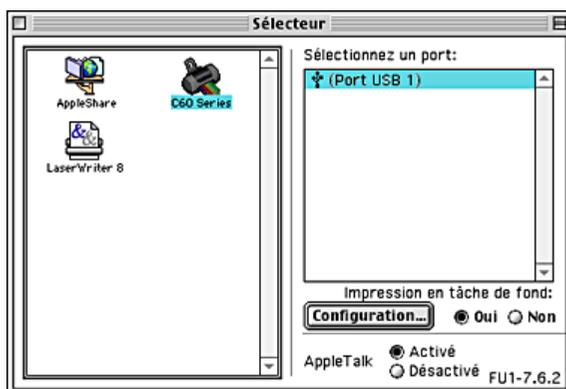 Sélecteur
AppleShare
C60 Series
LaserWriter 8
Sélectionnez un port:
(Port USB 1)
Impression en tâche de fond:
Configuration...
Oui
Non
AppleTalk
Activé
Désactivé
FU1-7.6.2